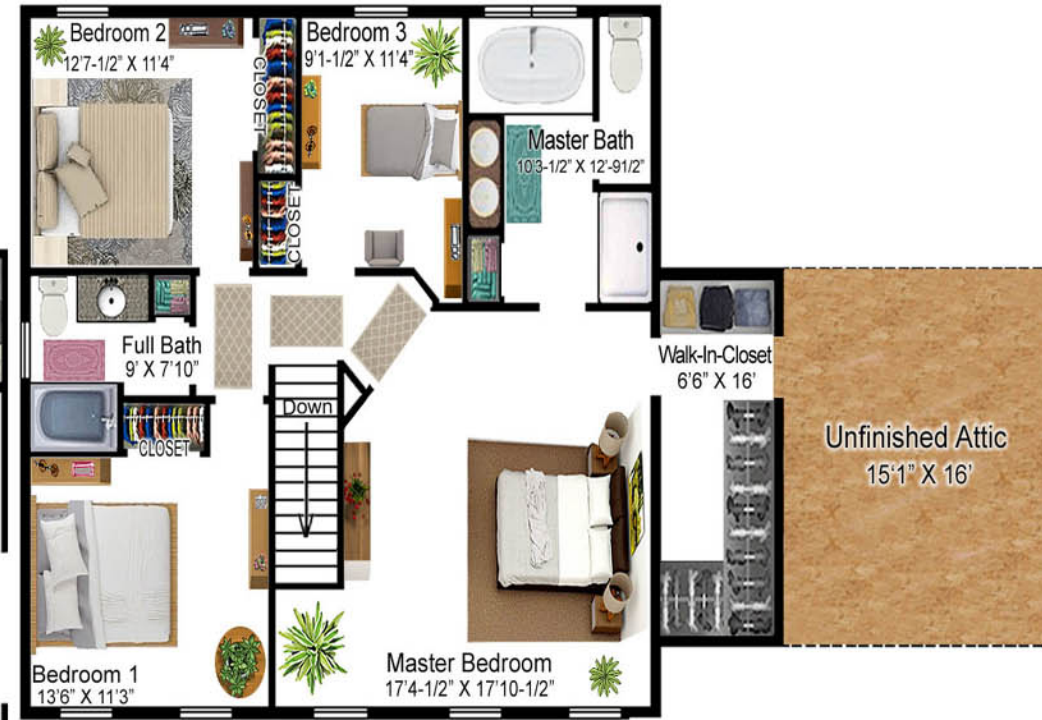 Bedroom 2
12'7-1/2" X 11'4"
CLOSET
Bedroom 3
9'1-1/2" X 11'4"
CLOSET
Master Bath
10'3-1/2" X 12'-91/2"
Full Bath
9' X 7'10"
CLOSET
Down
Walk-In-Closet
6'6" X 16'
Unfinished Attic
15'1" X 16'
Bedroom 1
13'6" X 11'3"
Master Bedroom
17'4-1/2" X 17'10-1/2"